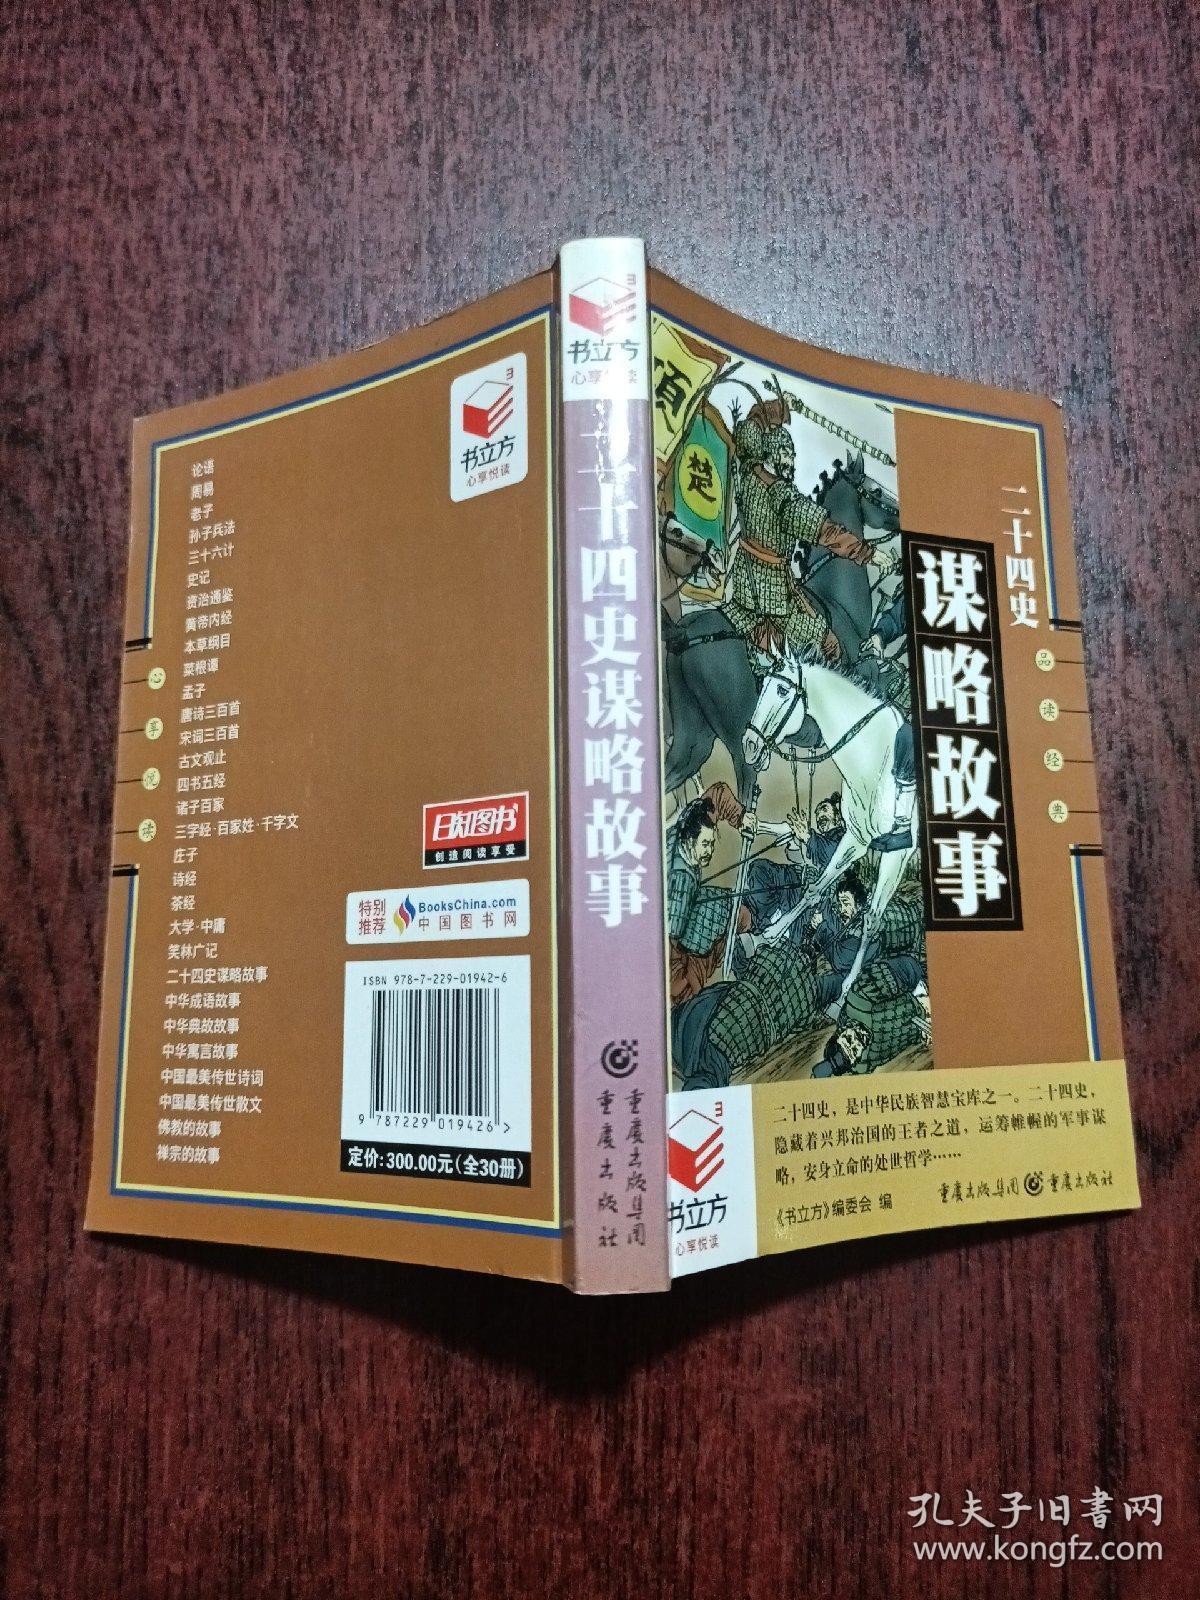 3
书立方
心享悦读
论语
周易
老子
孙子兵法
三十六计
史记
资治通鉴
黄帝内经
本草纲目
菜根谭
孟子
唐诗三百首
宋词三百首
古文观止
四书五经
诸子百家
三字经·百家姓·千字文
庄子
诗经
茶经
大学·中庸
笑林广记
二十四史谋略故事
中华成语故事
中华典故故事
中华寓言故事
中国最美传世诗词
中国最美传世散文
佛教的故事
禅宗的故事
心享悦读
日知图书
创造阅读享受
特别推荐
BooksChina.com
中国图书网
ISBN 978-7-229-01942-6
9 787229 019426 >
定价:300.00元(全30册)
3
书立方
心享悦读
二十四史谋略故事
重庆出版集团
重庆出版社
项
楚
二十四史
谋略故事
品读经典
二十四史，是中华民族智慧宝库之一。二十四史，
隐藏着兴邦治国的王者之道，运筹帷幄的军事谋
略，安身立命的处世哲学……
《书立方》编委会 编
重庆出版集团 重庆出版社
3
书立方
心享悦读
孔夫子旧書网
www.kongfz.com